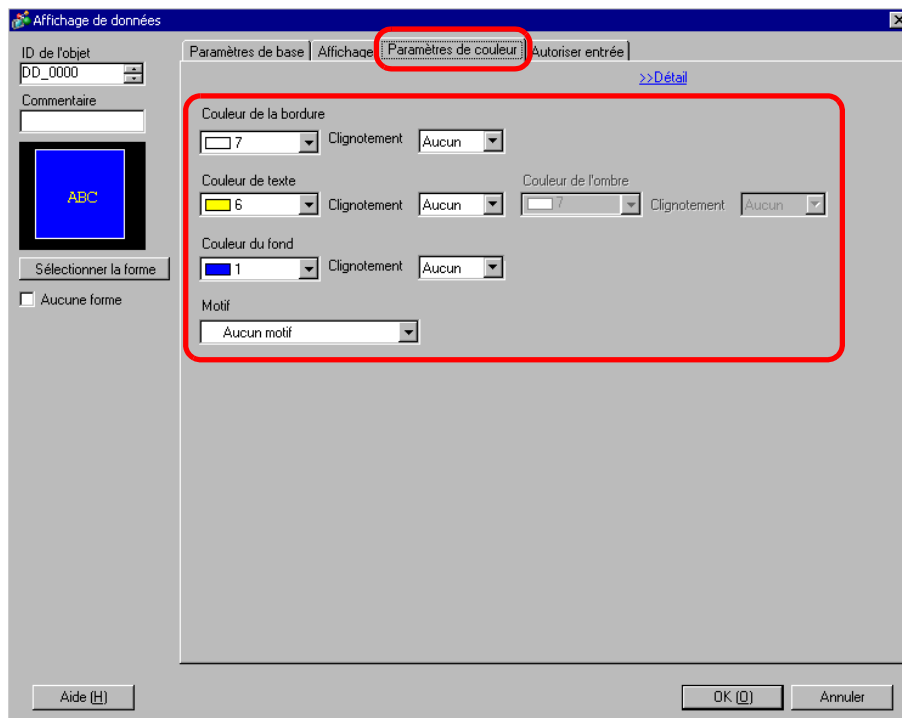 Affichage de données
ID de l'objet
DD_0000
Commentaire
ABC
Sélectionner la forme
Aucune forme
Paramètres de base Affichage Paramètres de couleur Autoriser entrée
>>Détail
Couleur de la bordure
7 Clignotement Aucun
Couleur de texte Couleur de l'ombre
6 Clignotement Aucun 7 Clignotement Aucun
Couleur du fond
1 Clignotement Aucun
Motif
Aucun motif
Aide (H) OK (O) Annuler